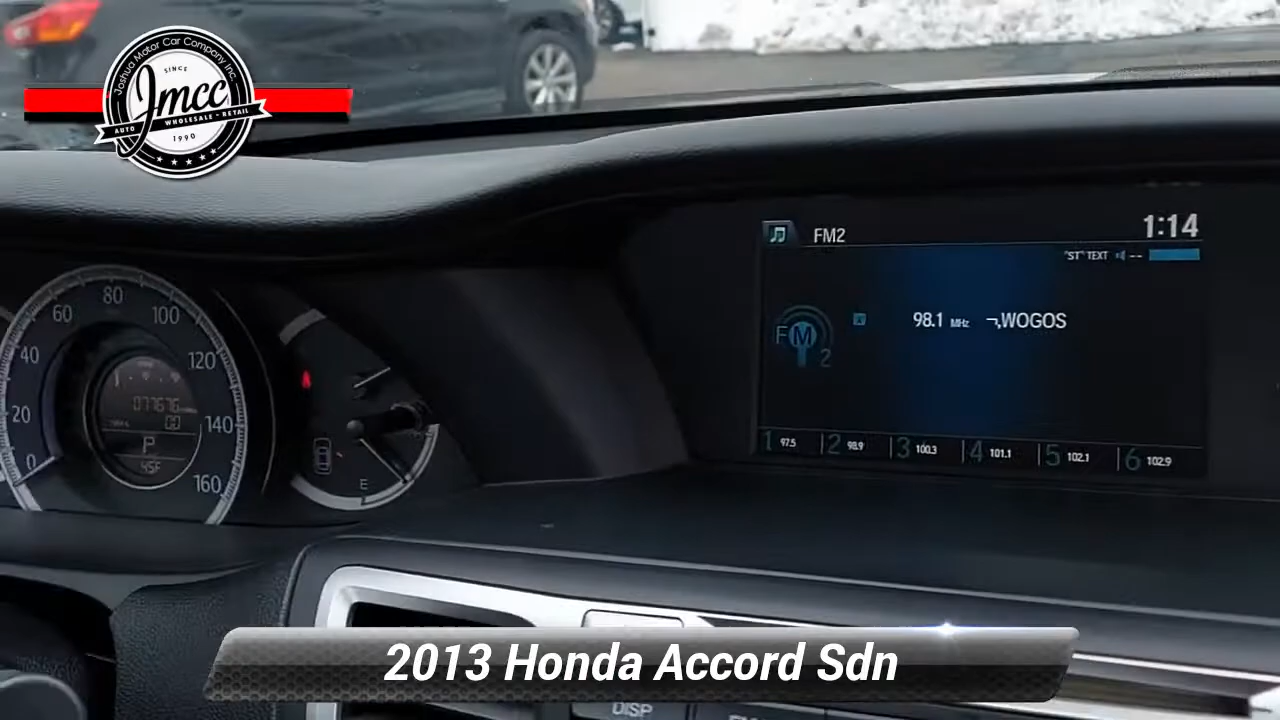 Joshua Motor Car Company Inc.
SINCE
Jmcc
AUTO WHOLESALE - RETAIL
1990
FM2
1:14
"ST" TEXT
--
FM2
98.1 MHz
WOGOS
1 97.5 2 98.9 3 100.3 4 101.1 5 102.1 6 102.9
0
20
40
60
80
100
120
140
160
P
45F
E
2013 Honda Accord Sdn
DISP